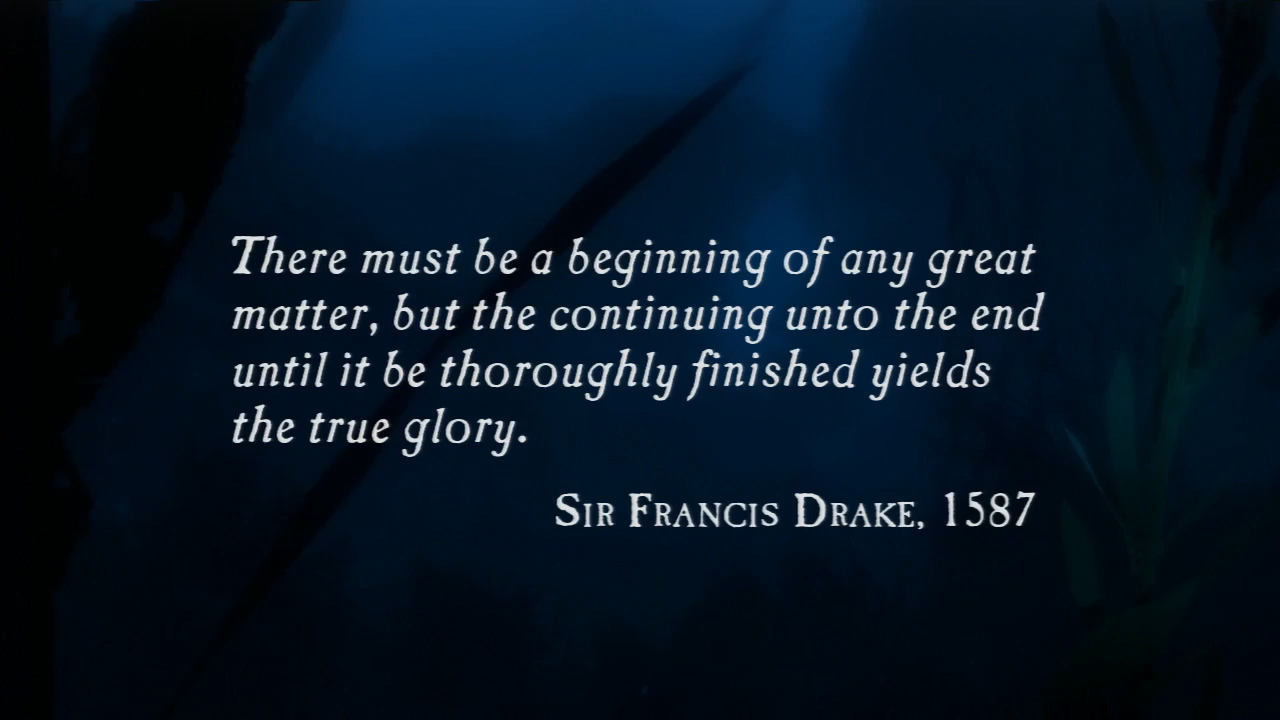 There must be a beginning of any great
matter, but the continuing unto the end
until it be thoroughly finished yields
the true glory.
Sir Francis Drake, 1587